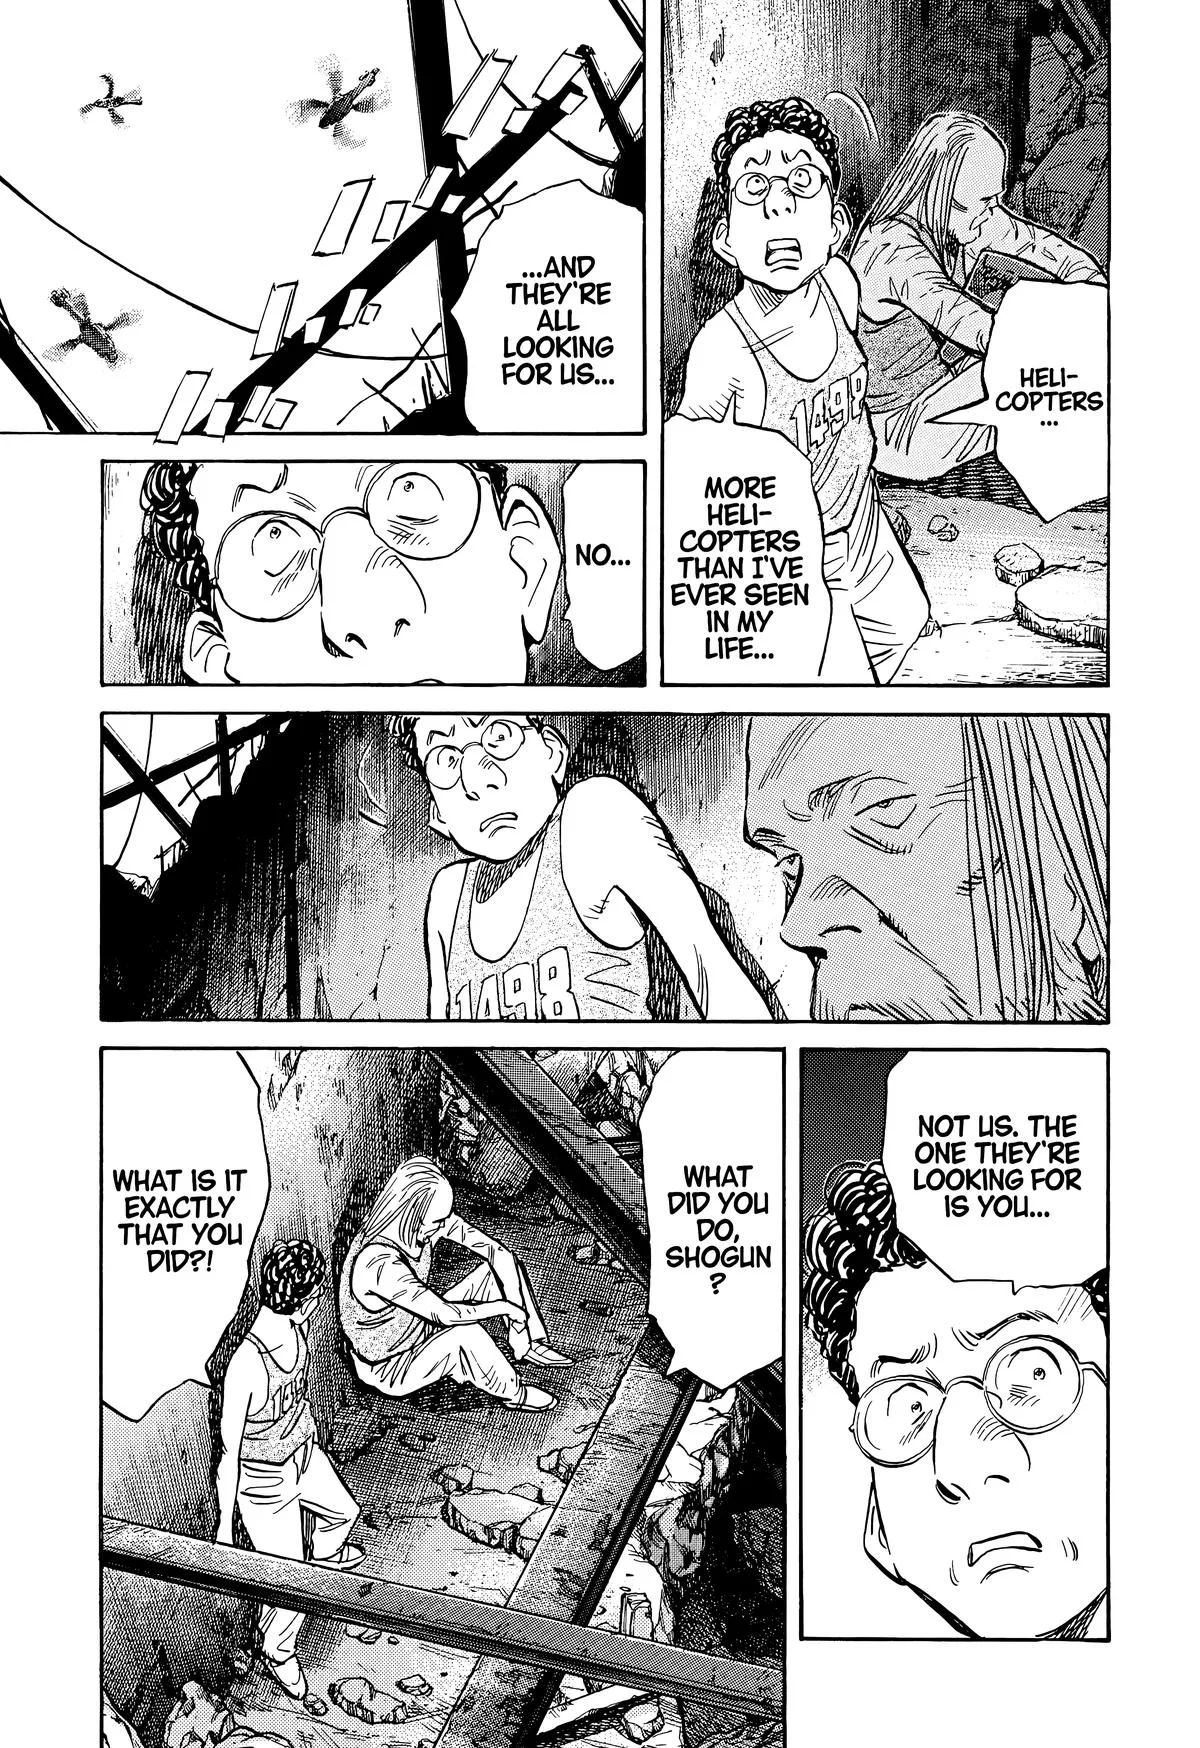 HELI-
COPTERS
...
MORE
HELI-
COPTERS
THAN I'VE
EVER SEEN
IN MY
LIFE...
1498
...AND
THEY'RE
ALL
LOOKING
FOR US...
NO...
1498
NOT US. THE
ONE THEY'RE
LOOKING FOR
IS YOU...
WHAT
DID YOU
DO,
SHOGUN
?
WHAT IS IT
EXACTLY
THAT YOU
DID?!
1498